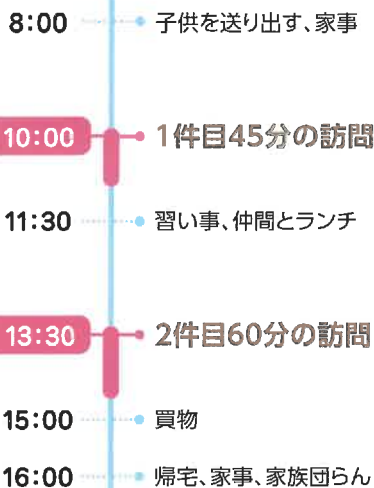 8:00 子供を送り出す、家事
10:00 1件目45分の訪問
11:30 習い事、仲間とランチ
13:30 2件目60分の訪問
15:00 買物
16:00 帰宅、家事、家族団らん